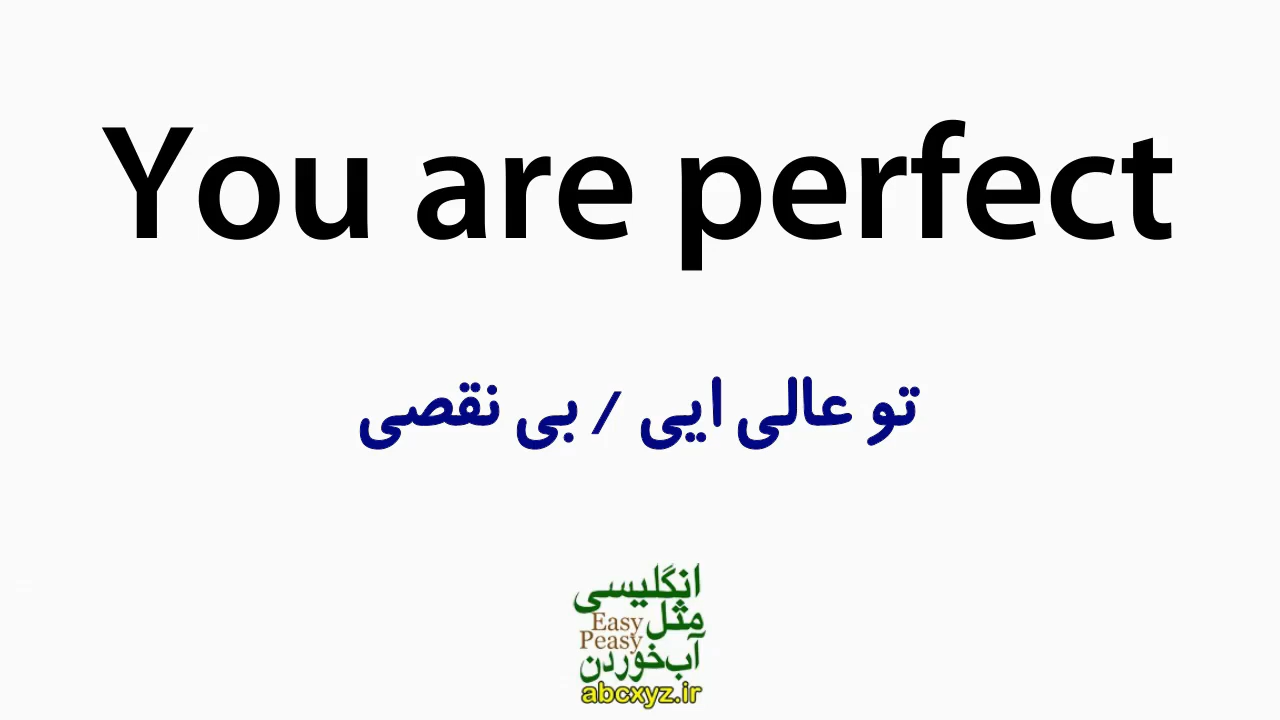 You are perfect
تو عالی ایی / بی نقصی
انگلیسی
مثل
Easy
Peasy
آب‌خوردن
abcxyz.ir